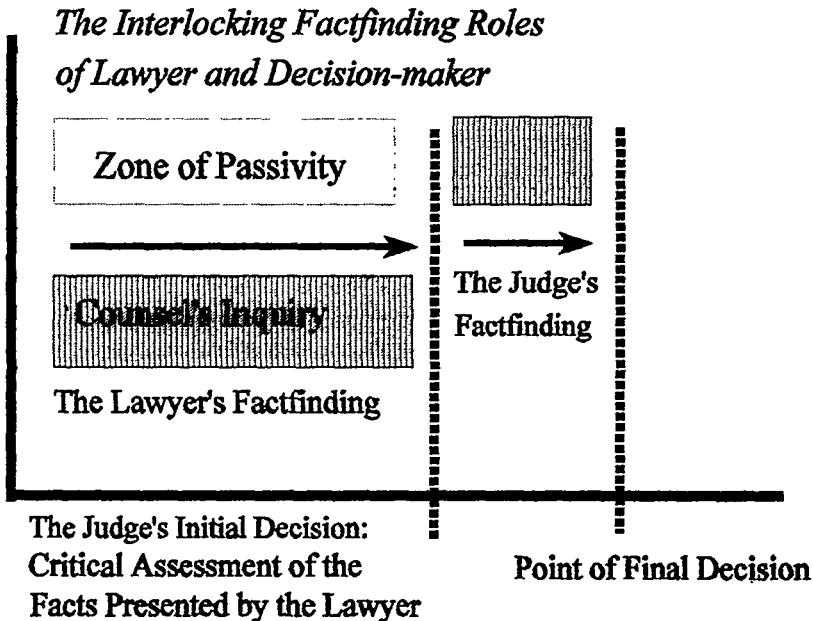 The Interlocking Factfinding Roles
of Lawyer and Decision-maker
Zone of Passivity
Counsel's Inquiry
The Lawyer's Factfinding
The Judge's
Factfinding
The Judge's Initial Decision:
Critical Assessment of the
Facts Presented by the Lawyer
Point of Final Decision